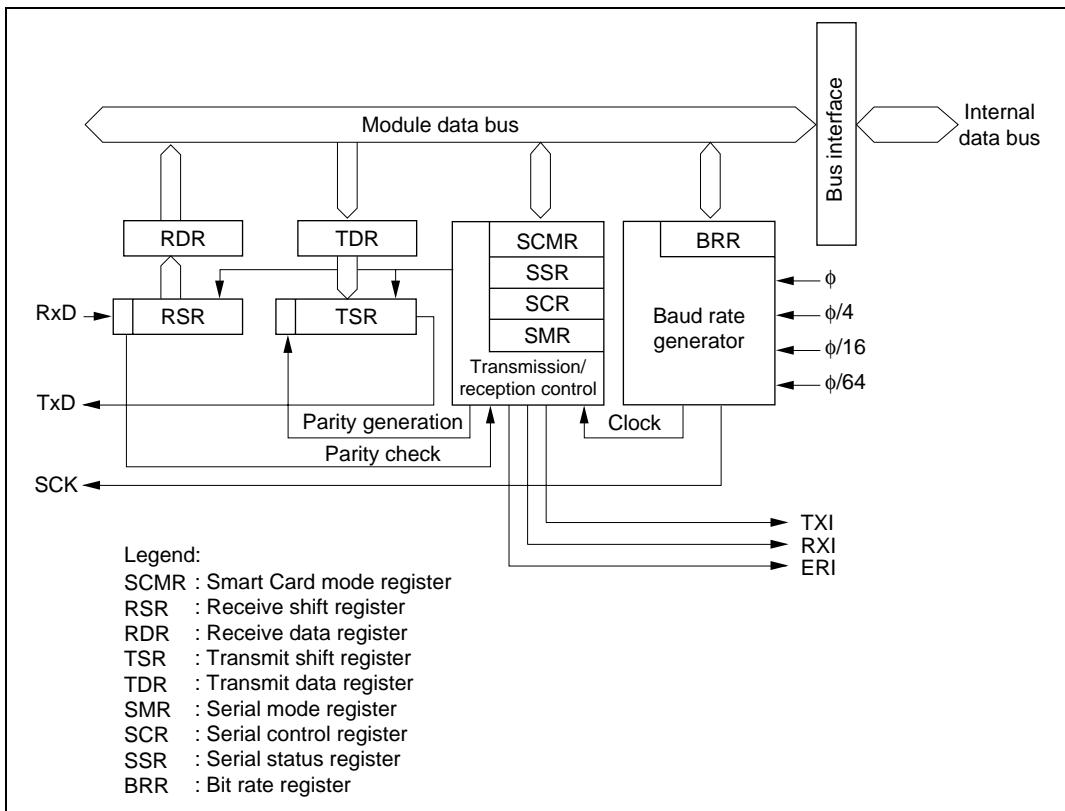 Bus interface
Internal
data bus
Module data bus
RDR
TDR
SCMR
SSR
SCR
SMR
Transmission/
reception control
BRR
Baud rate
generator
ϕ
ϕ/4
ϕ/16
ϕ/64
RxD
RSR
TSR
TxD
Parity generation
Clock
Parity check
SCK
TXI
RXI
ERI
Legend:
SCMR : Smart Card mode register
RSR : Receive shift register
RDR : Receive data register
TSR : Transmit shift register
TDR : Transmit data register
SMR : Serial mode register
SCR : Serial control register
SSR : Serial status register
BRR : Bit rate register